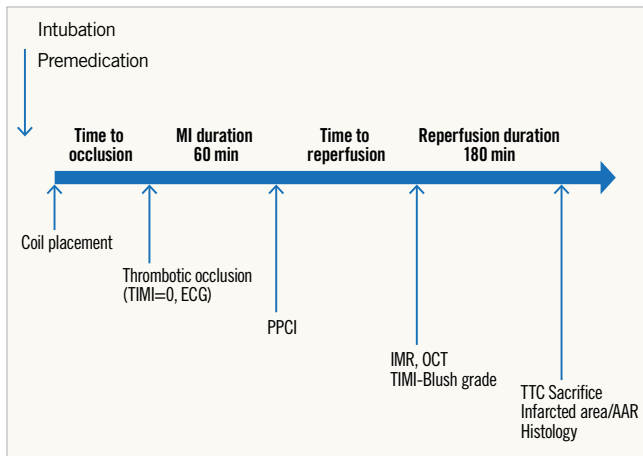 Intubation
Premedication
Time to
occlusion
MI duration
60 min
Time to
reperfusion
Reperfusion duration
180 min
Coil placement
Thrombotic occlusion
(TIMI=0, ECG)
PPCI
IMR, OCT
TIMI-Blush grade
TTC Sacrifice
Infarcted area/AAR
Histology